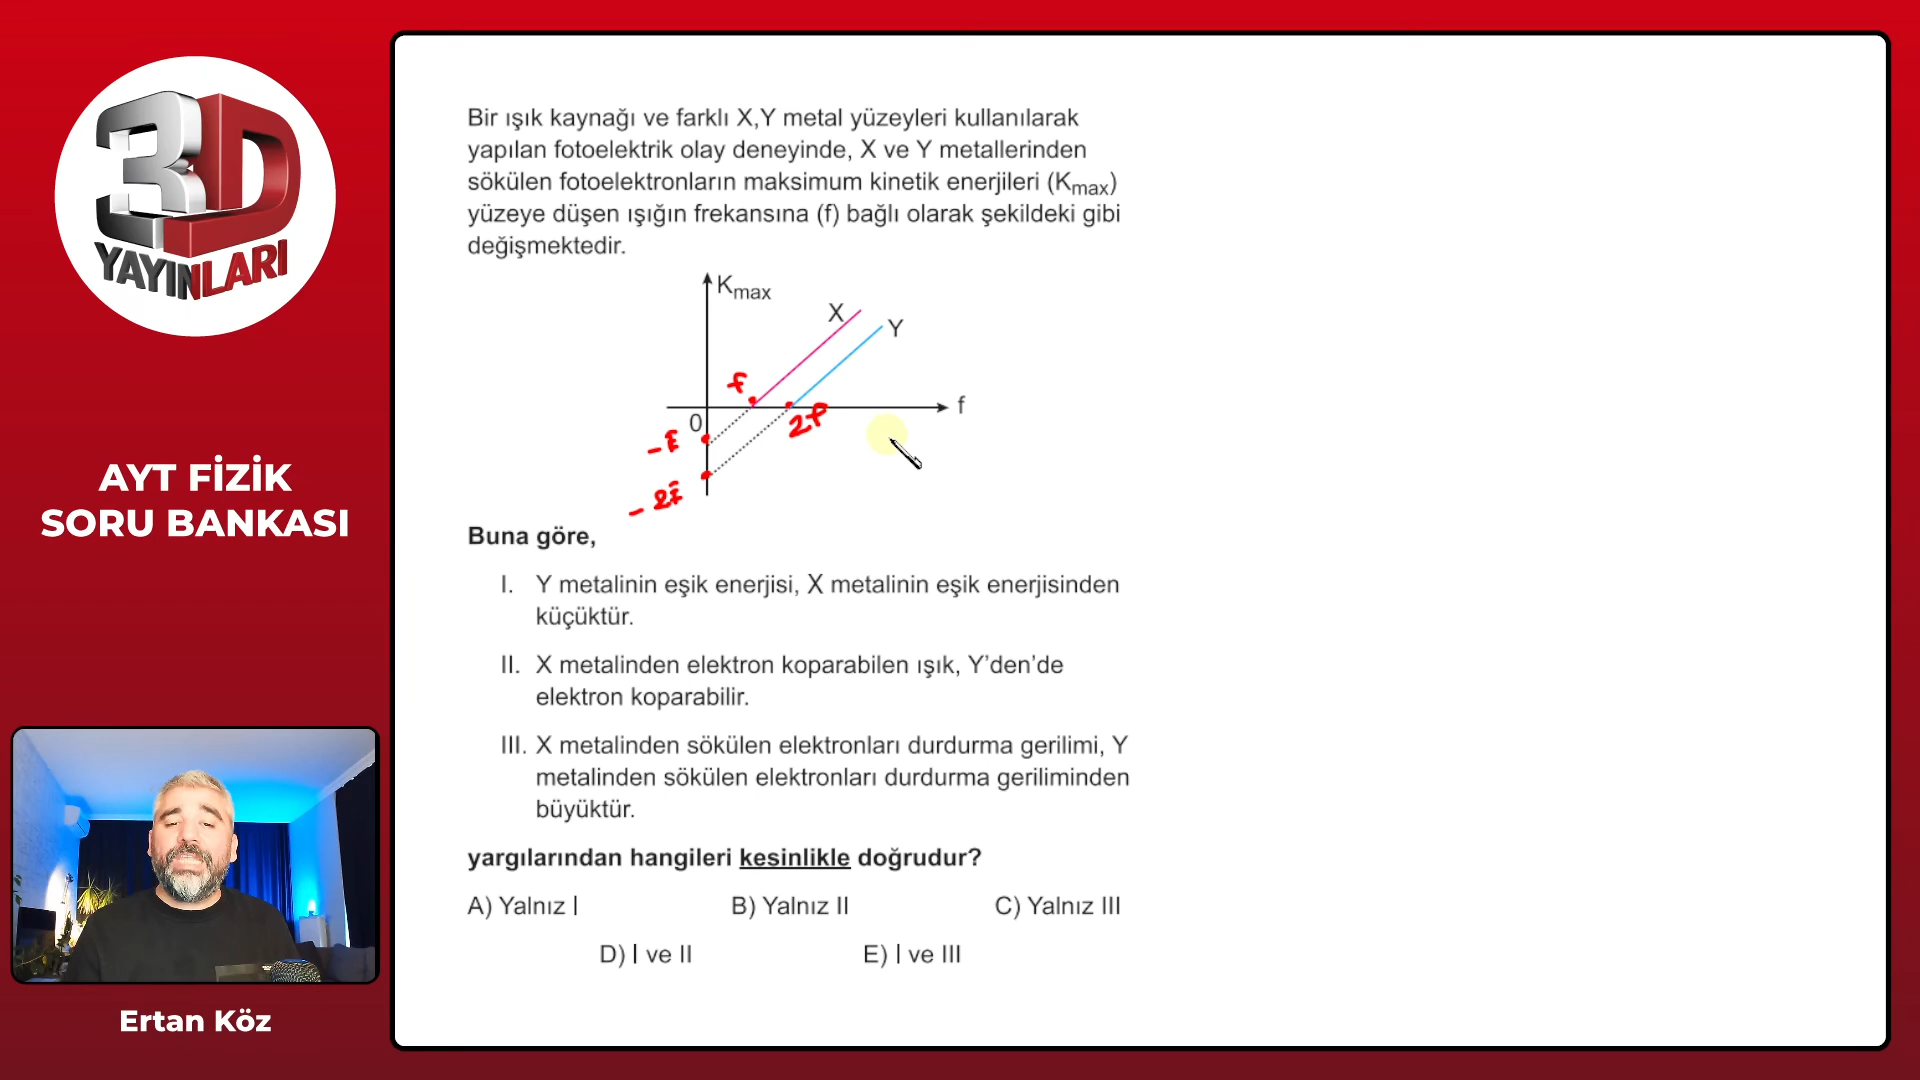 3D
YAYINLARI
AYT FİZİK
SORU BANKASI
Ertan Köz
Bir ışık kaynağı ve farklı X,Y metal yüzeyleri kullanılarak
yapılan fotoelektrik olay deneyinde, X ve Y metallerinden
sökülen fotoelektronların maksimum kinetik enerjileri (Kmax)
yüzeye düşen ışığın frekansına (f) bağlı olarak şekildeki gibi
değişmektedir.
Kmax
X
Y
f
f
0
2f
-E
-2E
Buna göre,
I. Y metalinin eşik enerjisi, X metalinin eşik enerjisinden
küçüktür.
II. X metalinden elektron koparabilen ışık, Y'den'de
elektron koparabilir.
III. X metalinden sökülen elektronları durdurma gerilimi, Y
metalinden sökülen elektronları durdurma geriliminden
büyüktür.
yargılarından hangileri kesinlikle doğrudur?
A) Yalnız I B) Yalnız II C) Yalnız III
D) I ve II E) I ve III